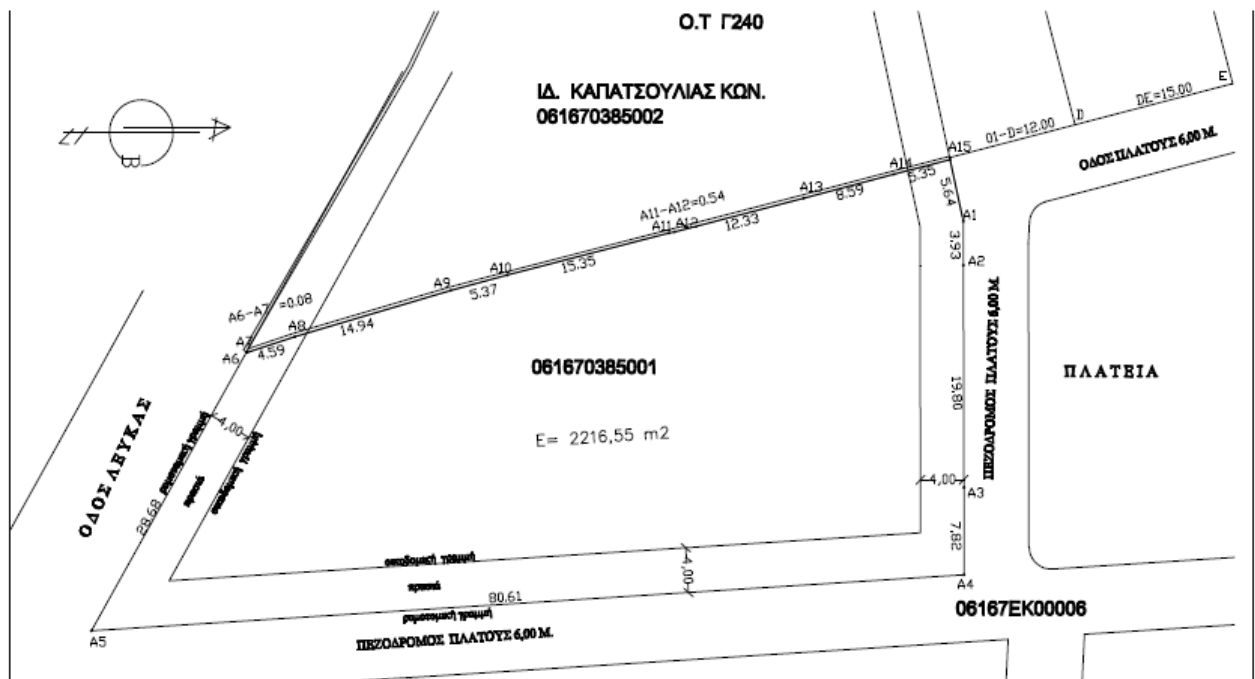 Ο.Τ Γ240
ΙΔ. ΚΑΠΑΤΣΟΥΛΙΑΣ ΚΩΝ.
061670385002
B
E
DE=15.00
D
O1-D=12.00
A15
ΟΔΟΣ ΠΛΑΤΟΥΣ 6,00 Μ.
A14
5.35
5.64
A13
8.59
A1
A11-A12=0.54
A11 A12
12.33
3.93
A2
A10
15.35
A9
5.37
A6-A7 =0.08
A8
14.94
A7
A6
4.59
061670385001
E= 2216,55 m2
19.80
ΠΕΖΟΔΡΟΜΟΣ ΠΛΑΤΟΥΣ 6,00 Μ.
ΠΛΑΤΕΙΑ
ΟΔΟΣ ΛΕΥΚΑΣ
4,00
28.68
4,00
A3
7.82
4,00
A4
80.61
06167ΕΚ00006
A5
ΠΕΖΟΔΡΟΜΟΣ ΠΛΑΤΟΥΣ 6,00 Μ.